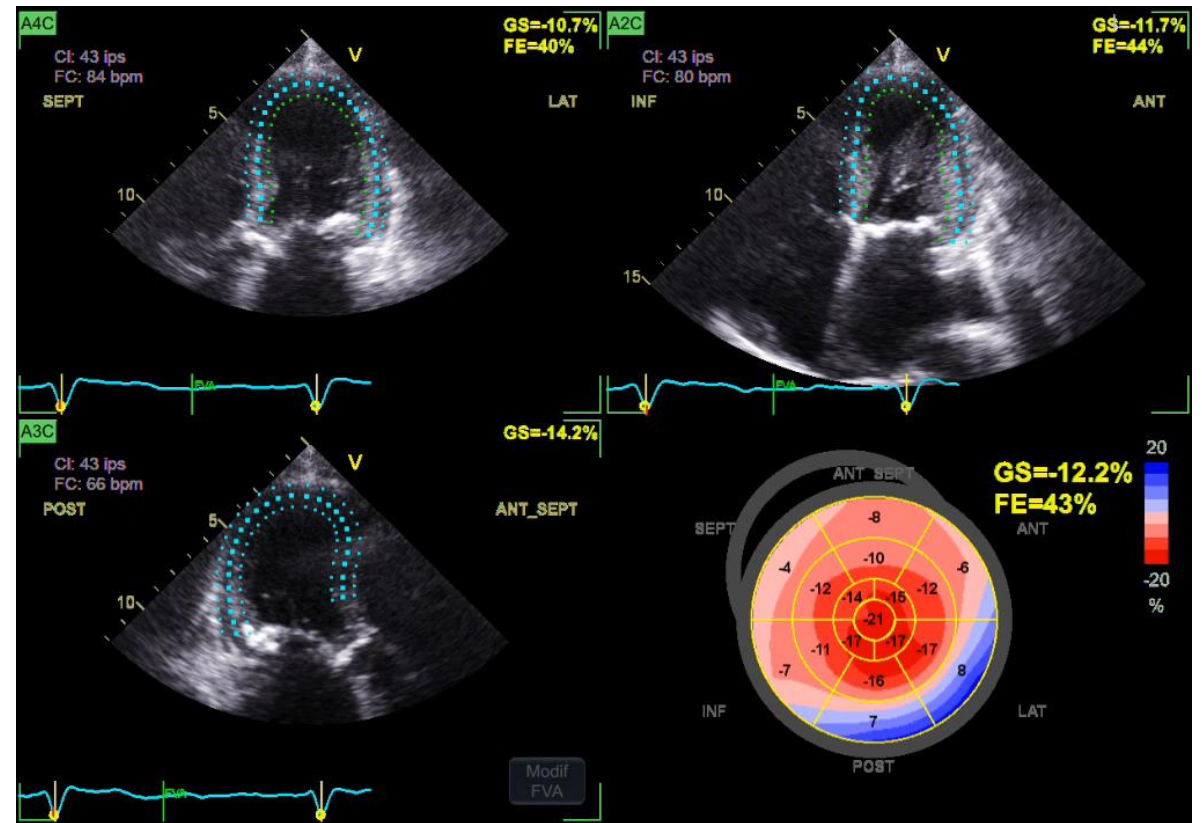 A4C
GS=-10.7%
FE=40%
CI: 43 ips
FC: 84 bpm
SEPT
LAT
V
5
10
FVA
A2C
GS=-11.7%
FE=44%
CI: 43 ips
FC: 80 bpm
INF
ANT
V
5
10
15
FVA
A3C
GS=-14.2%
CI: 43 ips
FC: 66 bpm
POST
ANT_SEPT
V
5
10
FVA
Modif
FVA
GS=-12.2%
FE=43%
20
-20
%
ANT_SEPT
SEPT
ANT
INF
LAT
POST
-8
-4
-6
-10
-12
-12
-14
-15
-21
-17
-17
-11
-17
-7
-16
8
7